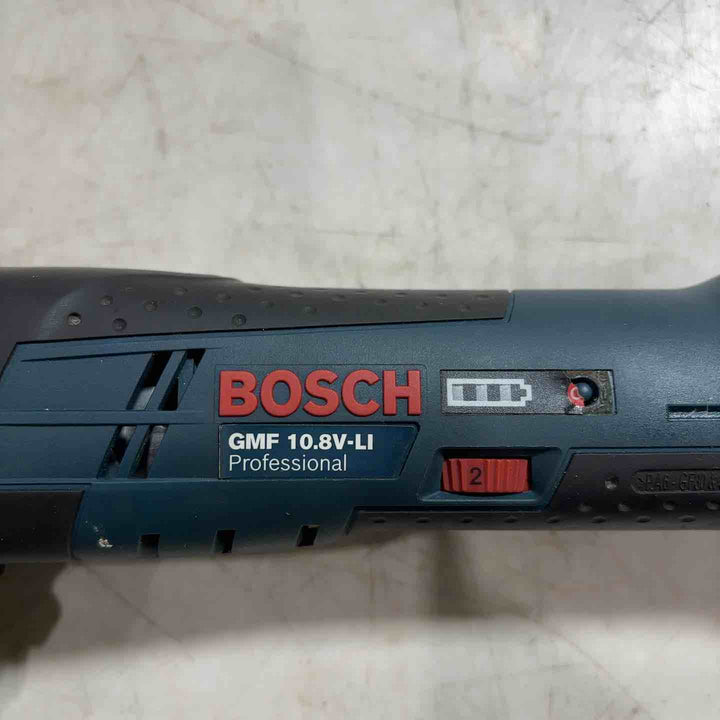 BOSCH
GMF 10.8V-LI
Professional
2